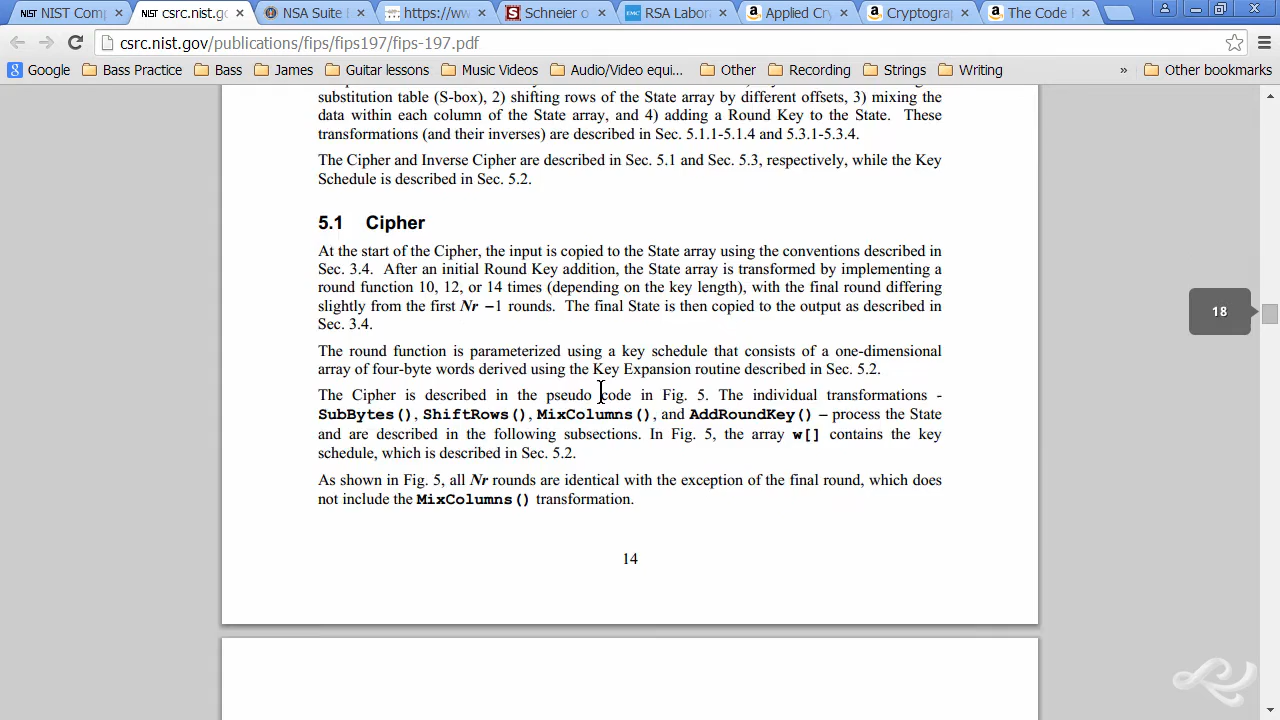 NIST Comp
csrc.nist.go
NSA Suite
https://ww
Schneier o
RSA Labor
Applied Cry
Cryptograp
The Code
csrc.nist.gov/publications/fips/fips197/fips-197.pdf
Google Bass Practice Bass James Guitar lessons Music Videos Audio/Video equi... Other Recording Strings Writing » Other bookmarks
substitution table (S-box), 2) shifting rows of the State array by different offsets, 3) mixing the
data within each column of the State array, and 4) adding a Round Key to the State. These
transformations (and their inverses) are described in Sec. 5.1.1-5.1.4 and 5.3.1-5.3.4.
The Cipher and Inverse Cipher are described in Sec. 5.1 and Sec. 5.3, respectively, while the Key
Schedule is described in Sec. 5.2.
5.1 Cipher
At the start of the Cipher, the input is copied to the State array using the conventions described in
Sec. 3.4. After an initial Round Key addition, the State array is transformed by implementing a
round function 10, 12, or 14 times (depending on the key length), with the final round differing
slightly from the first Nr −1 rounds. The final State is then copied to the output as described in
Sec. 3.4.
The round function is parameterized using a key schedule that consists of a one-dimensional
array of four-byte words derived using the Key Expansion routine described in Sec. 5.2.
The Cipher is described in the pseudo code in Fig. 5. The individual transformations -
SubBytes(), ShiftRows(), MixColumns(), and AddRoundKey() – process the State
and are described in the following subsections. In Fig. 5, the array w[] contains the key
schedule, which is described in Sec. 5.2.
As shown in Fig. 5, all Nr rounds are identical with the exception of the final round, which does
not include the MixColumns() transformation.
14
18